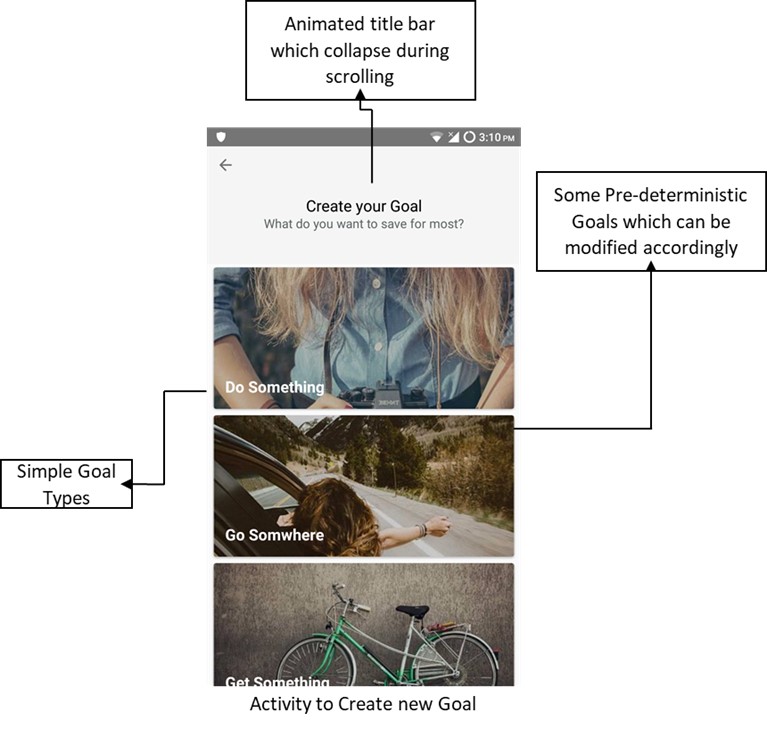 Animated title bar
which collapse during
scrolling
3:10 PM
Create your Goal
What do you want to save for most?
Some Pre-deterministic
Goals which can be
modified accordingly
Do Something
Simple Goal
Types
Go Somwhere
Get Something
Activity to Create new Goal